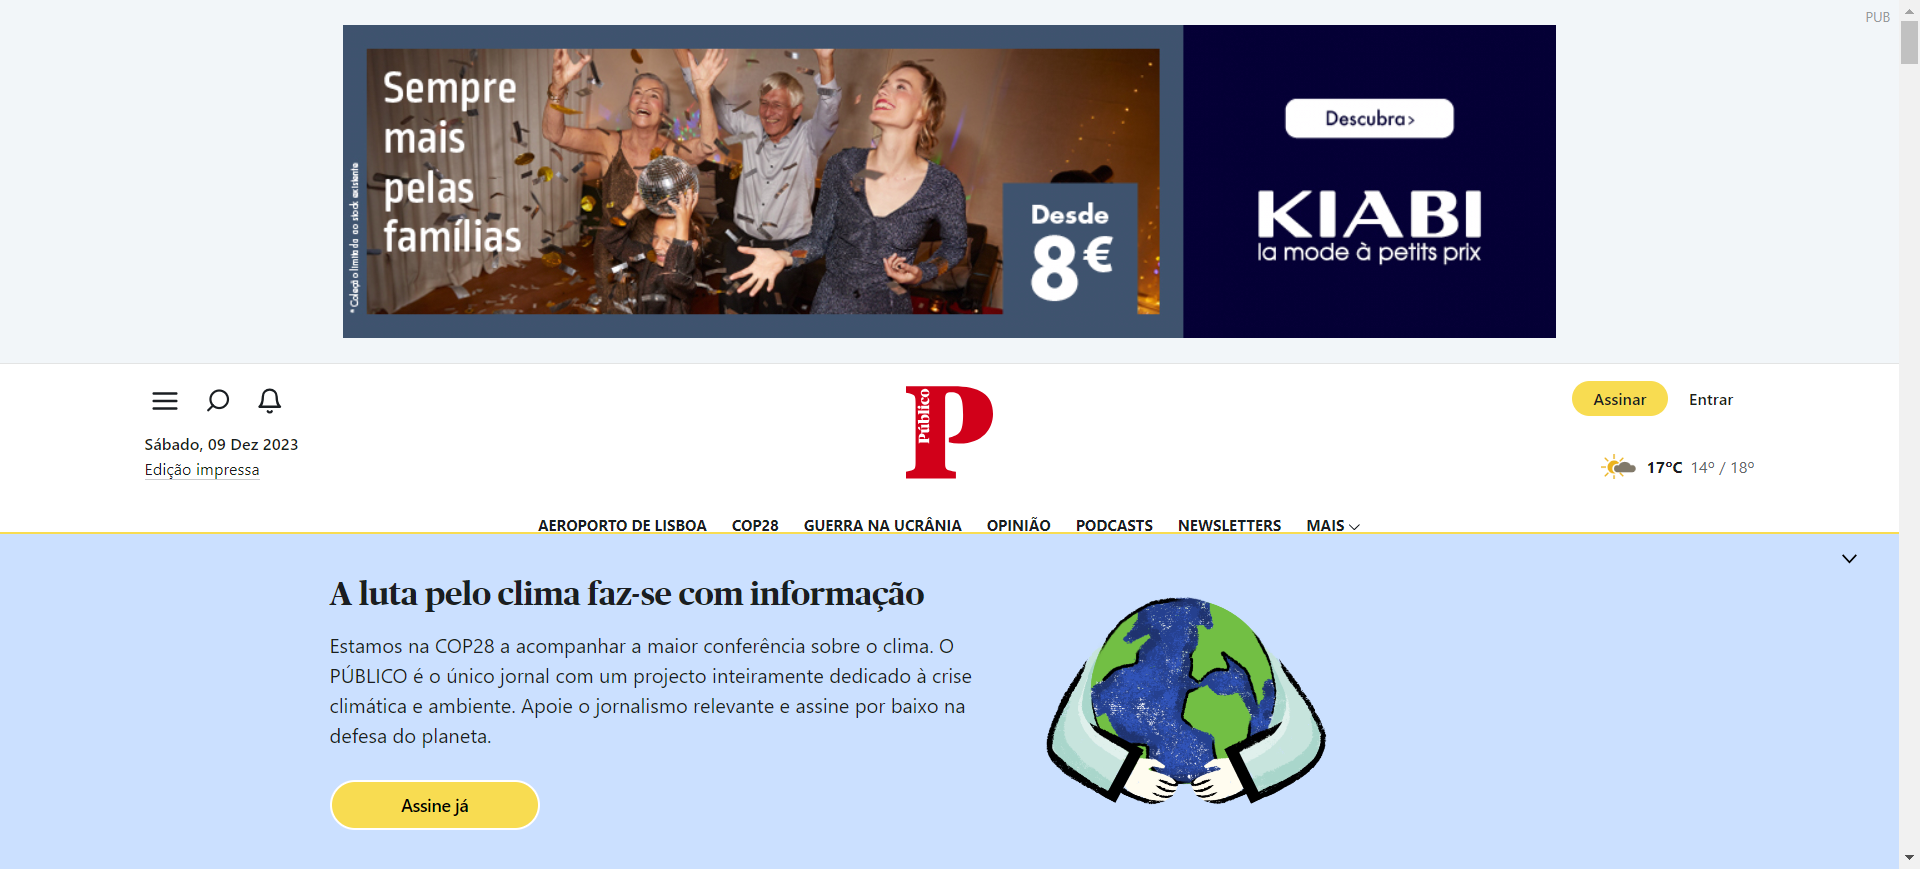 PUB
Sempre
mais
pelas
famílias
* Coleção limitada ao stock existente
Desde
8€
Descubra>
KIABI
la mode à petits prix
Público
Assinar
Entrar
Sábado, 09 Dez 2023
Edição impressa
17ºC 14º / 18º
AEROPORTO DE LISBOA COP28 GUERRA NA UCRÂNIA OPINIÃO PODCASTS NEWSLETTERS MAIS
A luta pelo clima faz-se com informação
Estamos na COP28 a acompanhar a maior conferência sobre o clima. O
PÚBLICO é o único jornal com um projecto inteiramente dedicado à crise
climática e ambiente. Apoie o jornalismo relevante e assine por baixo na
defesa do planeta.
Assine já